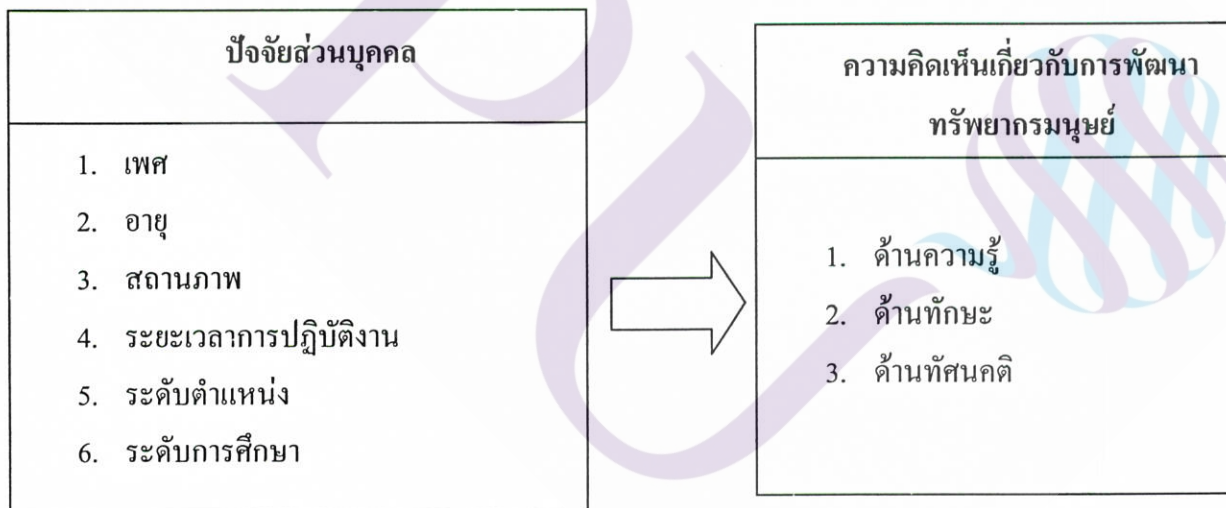 ปัจจัยส่วนบุคคล
1. เพศ
2. อายุ
3. สถานภาพ
4. ระยะเวลาการปฏิบัติงาน
5. ระดับตำแหน่ง
6. ระดับการศึกษา
ความคิดเห็นเกี่ยวกับการพัฒนา
ทรัพยากรมนุษย์
1. ด้านความรู้
2. ด้านทักษะ
3. ด้านทัศนคติ